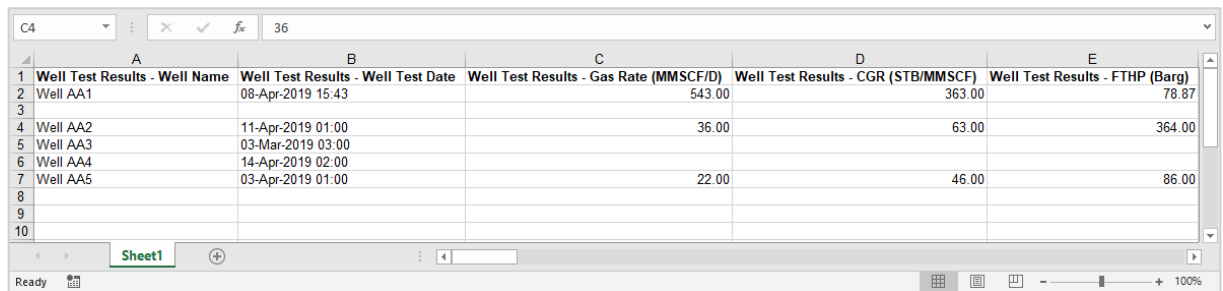 C4 fx 36
A B C D E
1 Well Test Results - Well Name Well Test Results - Well Test Date Well Test Results - Gas Rate (MMSCF/D) Well Test Results - CGR (STB/MMSCF) Well Test Results - FTHP (Barg)
2 Well AA1 08-Apr-2019 15:43 543.00 363.00 78.87
3
4 Well AA2 11-Apr-2019 01:00 36.00 63.00 364.00
5 Well AA3 03-Mar-2019 03:00
6 Well AA4 14-Apr-2019 02:00
7 Well AA5 03-Apr-2019 01:00 22.00 46.00 86.00
8
9
10
Sheet1
Ready 100%